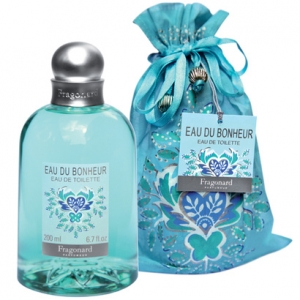 Fragonard
EAU DU BONHEUR
EAU DE TOILETTE
200 ml 6.7 fl.oz
Fragonard
PARFUMEUR
EAU DU BONHEUR
EAU DE TOILETTE
Fragonard
PARFUMEUR